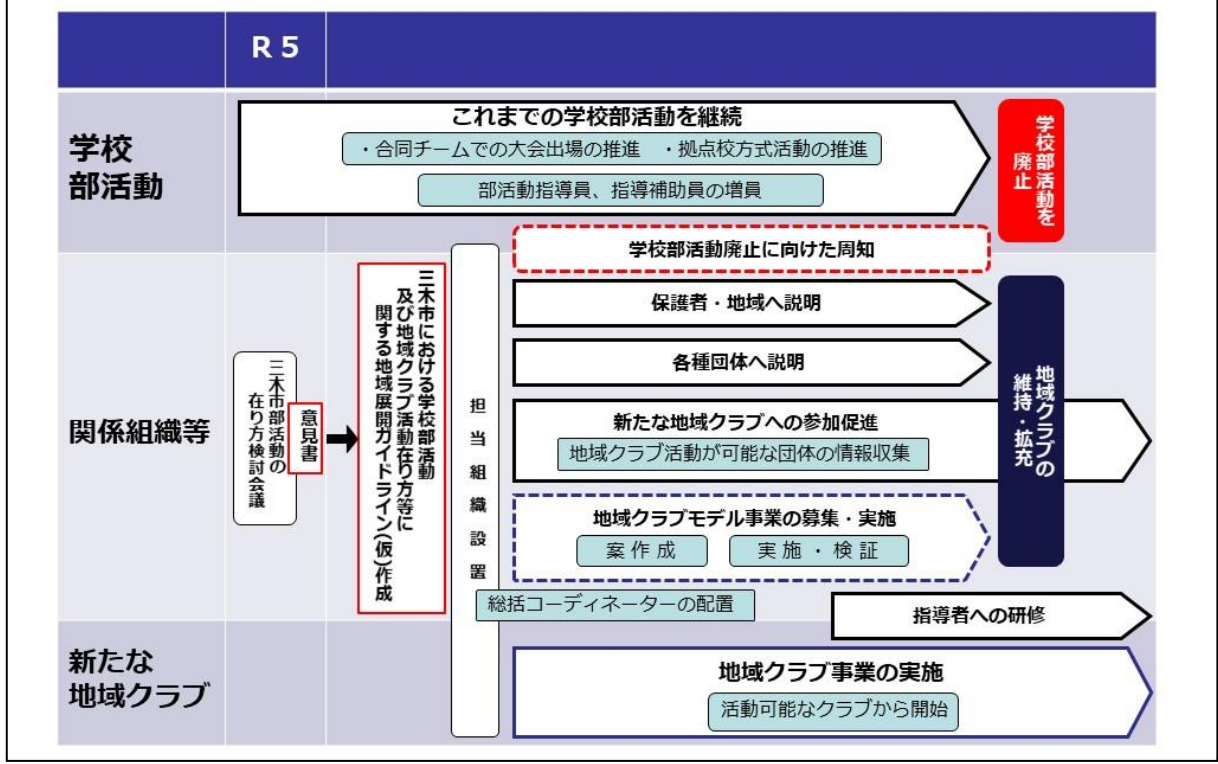 R 5
学校
部活動
これまでの学校部活動を継続
・合同チームでの大会出場の推進　・拠点校方式活動の推進
部活動指導員、指導補助員の増員
学校部活動を
廃止
関係組織等
三木市部活動の
在り方検討会議
意見書
三木市における学校部活動
及び地域クラブ活動在り方等に
関する地域展開ガイドライン(仮)作成
担当組織設置
学校部活動廃止に向けた周知
保護者・地域へ説明
各種団体へ説明
新たな地域クラブへの参加促進
地域クラブ活動が可能な団体の情報収集
地域クラブモデル事業の募集・実施
案 作 成
実 施 ・ 検 証
総括コーディネーターの配置
地域クラブの
維持・拡充
指導者への研修
新たな
地域クラブ
地域クラブ事業の実施
活動可能なクラブから開始